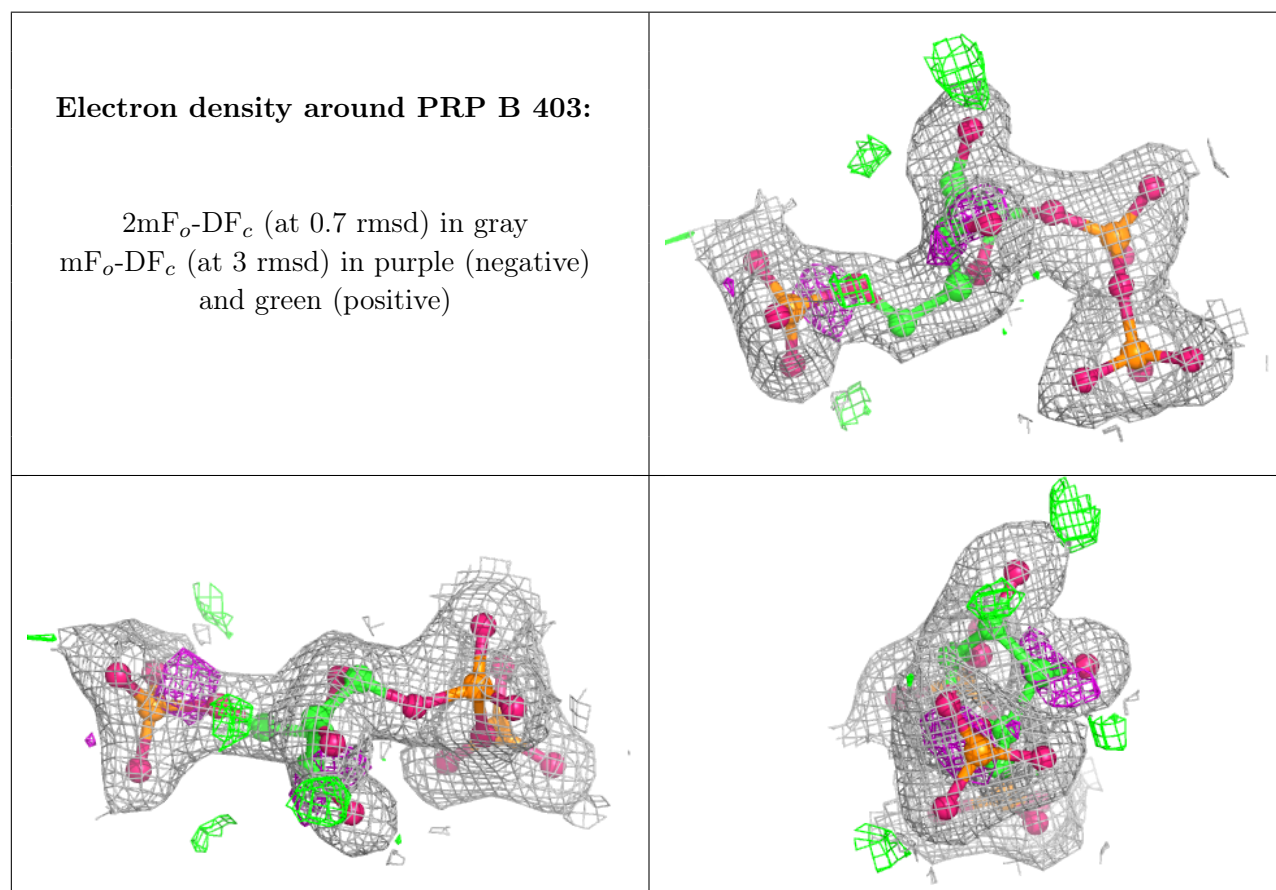 Electron density around PRP B 403:
2mFo-DFc (at 0.7 rmsd) in gray
mFo-DFc (at 3 rmsd) in purple (negative)
and green (positive)